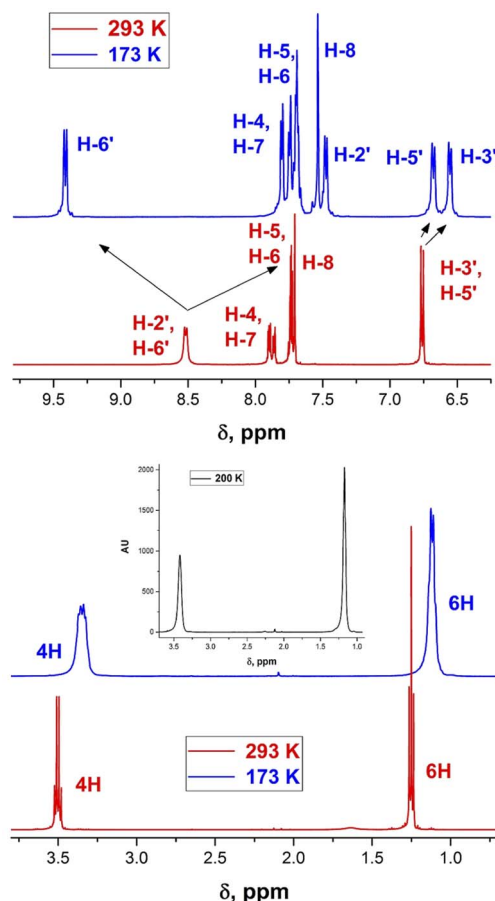 293 K
173 K
H-6'
H-4,
H-7
H-5,
H-6
H-8
H-2'
H-5'
H-3'
H-2',
H-6'
H-4,
H-7
H-5,
H-6
H-8
H-3',
H-5'
9.5 9.0 8.5 8.0 7.5 7.0 6.5
δ, ppm
2000
1500
1000
500
0
AU
200 K
3.5 3.0 2.5 2.0 1.5 1.0
δ, ppm
4H
6H
293 K
173 K
4H
6H
3.5 3.0 2.5 2.0 1.5 1.0
δ, ppm